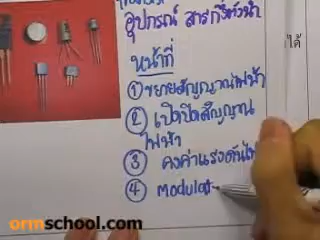 อุปกรณ์ สารกึ่งตัวนำ
หน้าที่
① ขยายสัญญาณไฟฟ้า
② เปิดปิดสัญญาณ
ไฟฟ้า
③ คงค่าแรงดันไฟ
④ modulat
ได้
ormschool.com